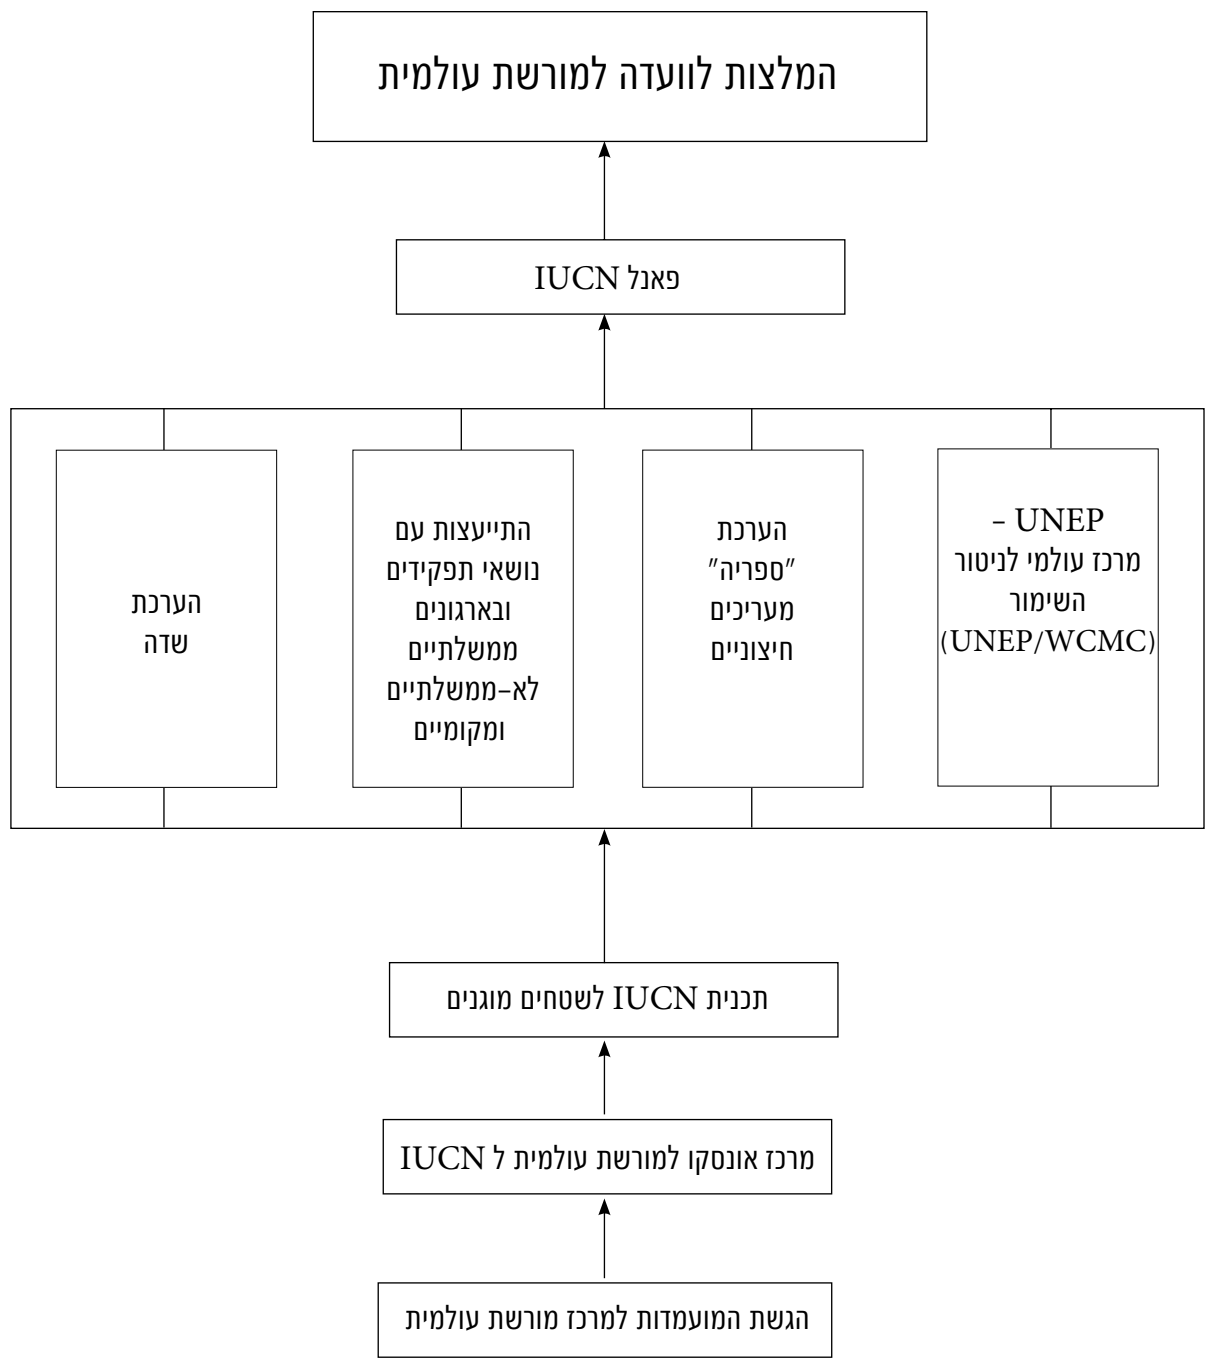 המלצות לוועדה למורשת עולמית
פאנל IUCN
UNEP –
מרכז עולמי לניטור
השימור
(UNEP/WCMC)
הערכת
"ספריה"
מעריכים
חיצוניים
התייעצות עם
נושאי תפקידים
ובארגונים
ממשלתיים
לא–ממשלתיים
ומקומיים
הערכת
שדה
תכנית IUCN לשטחים מוגנים
מרכז אונסקו למורשת עולמית ל IUCN
הגשת המועמדות למרכז מורשת עולמית